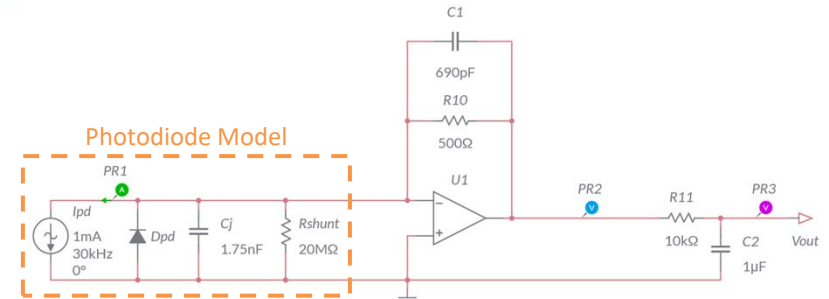 C1
690pF
R10
500Ω
Photodiode Model
PR1
A
Ipd
1mA
30kHz
0°
Dpd
Cj
1.75nF
Rshunt
20MΩ
U1
PR2
V
R11
10kΩ
PR3
V
C2
1μF
Vout